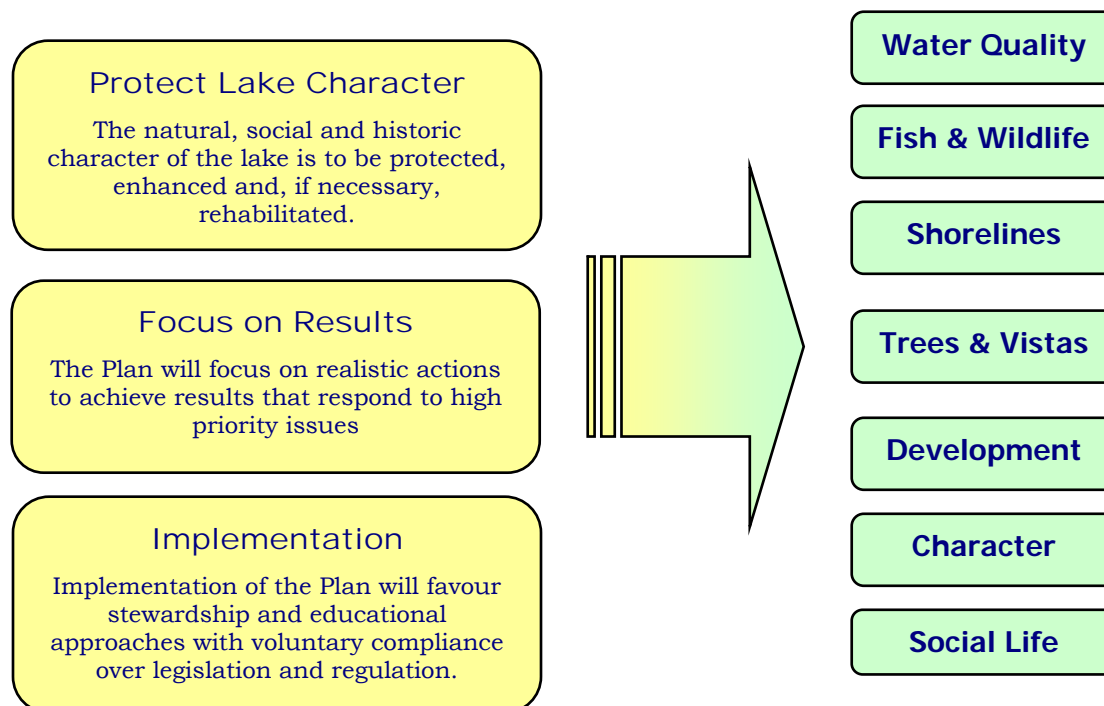 Protect Lake Character
The natural, social and historic
character of the lake is to be protected,
enhanced and, if necessary,
rehabilitated.
Focus on Results
The Plan will focus on realistic actions
to achieve results that respond to high
priority issues
Implementation
Implementation of the Plan will favour
stewardship and educational
approaches with voluntary compliance
over legislation and regulation.
Water Quality
Fish & Wildlife
Shorelines
Trees & Vistas
Development
Character
Social Life